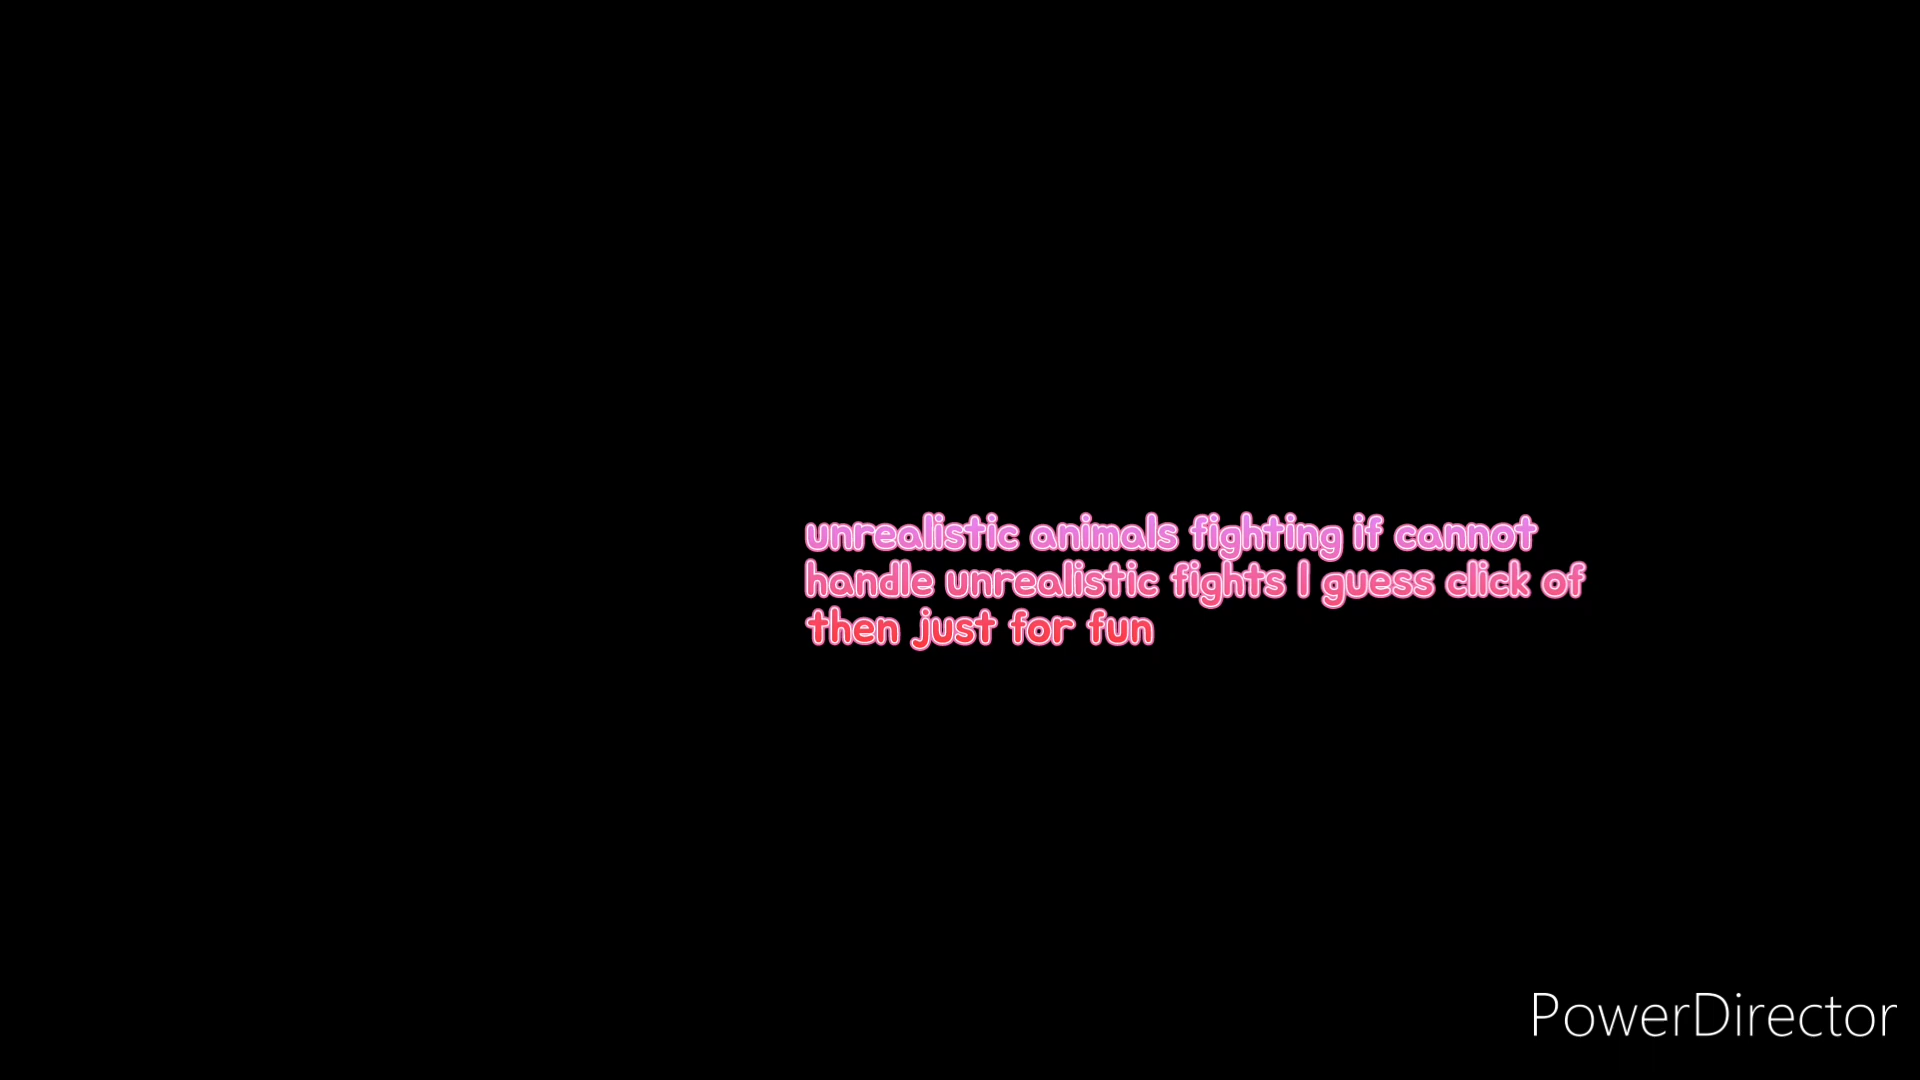 unrealistic animals fighting if cannot
handle unrealistic fights I guess click of
then just for fun
PowerDirector